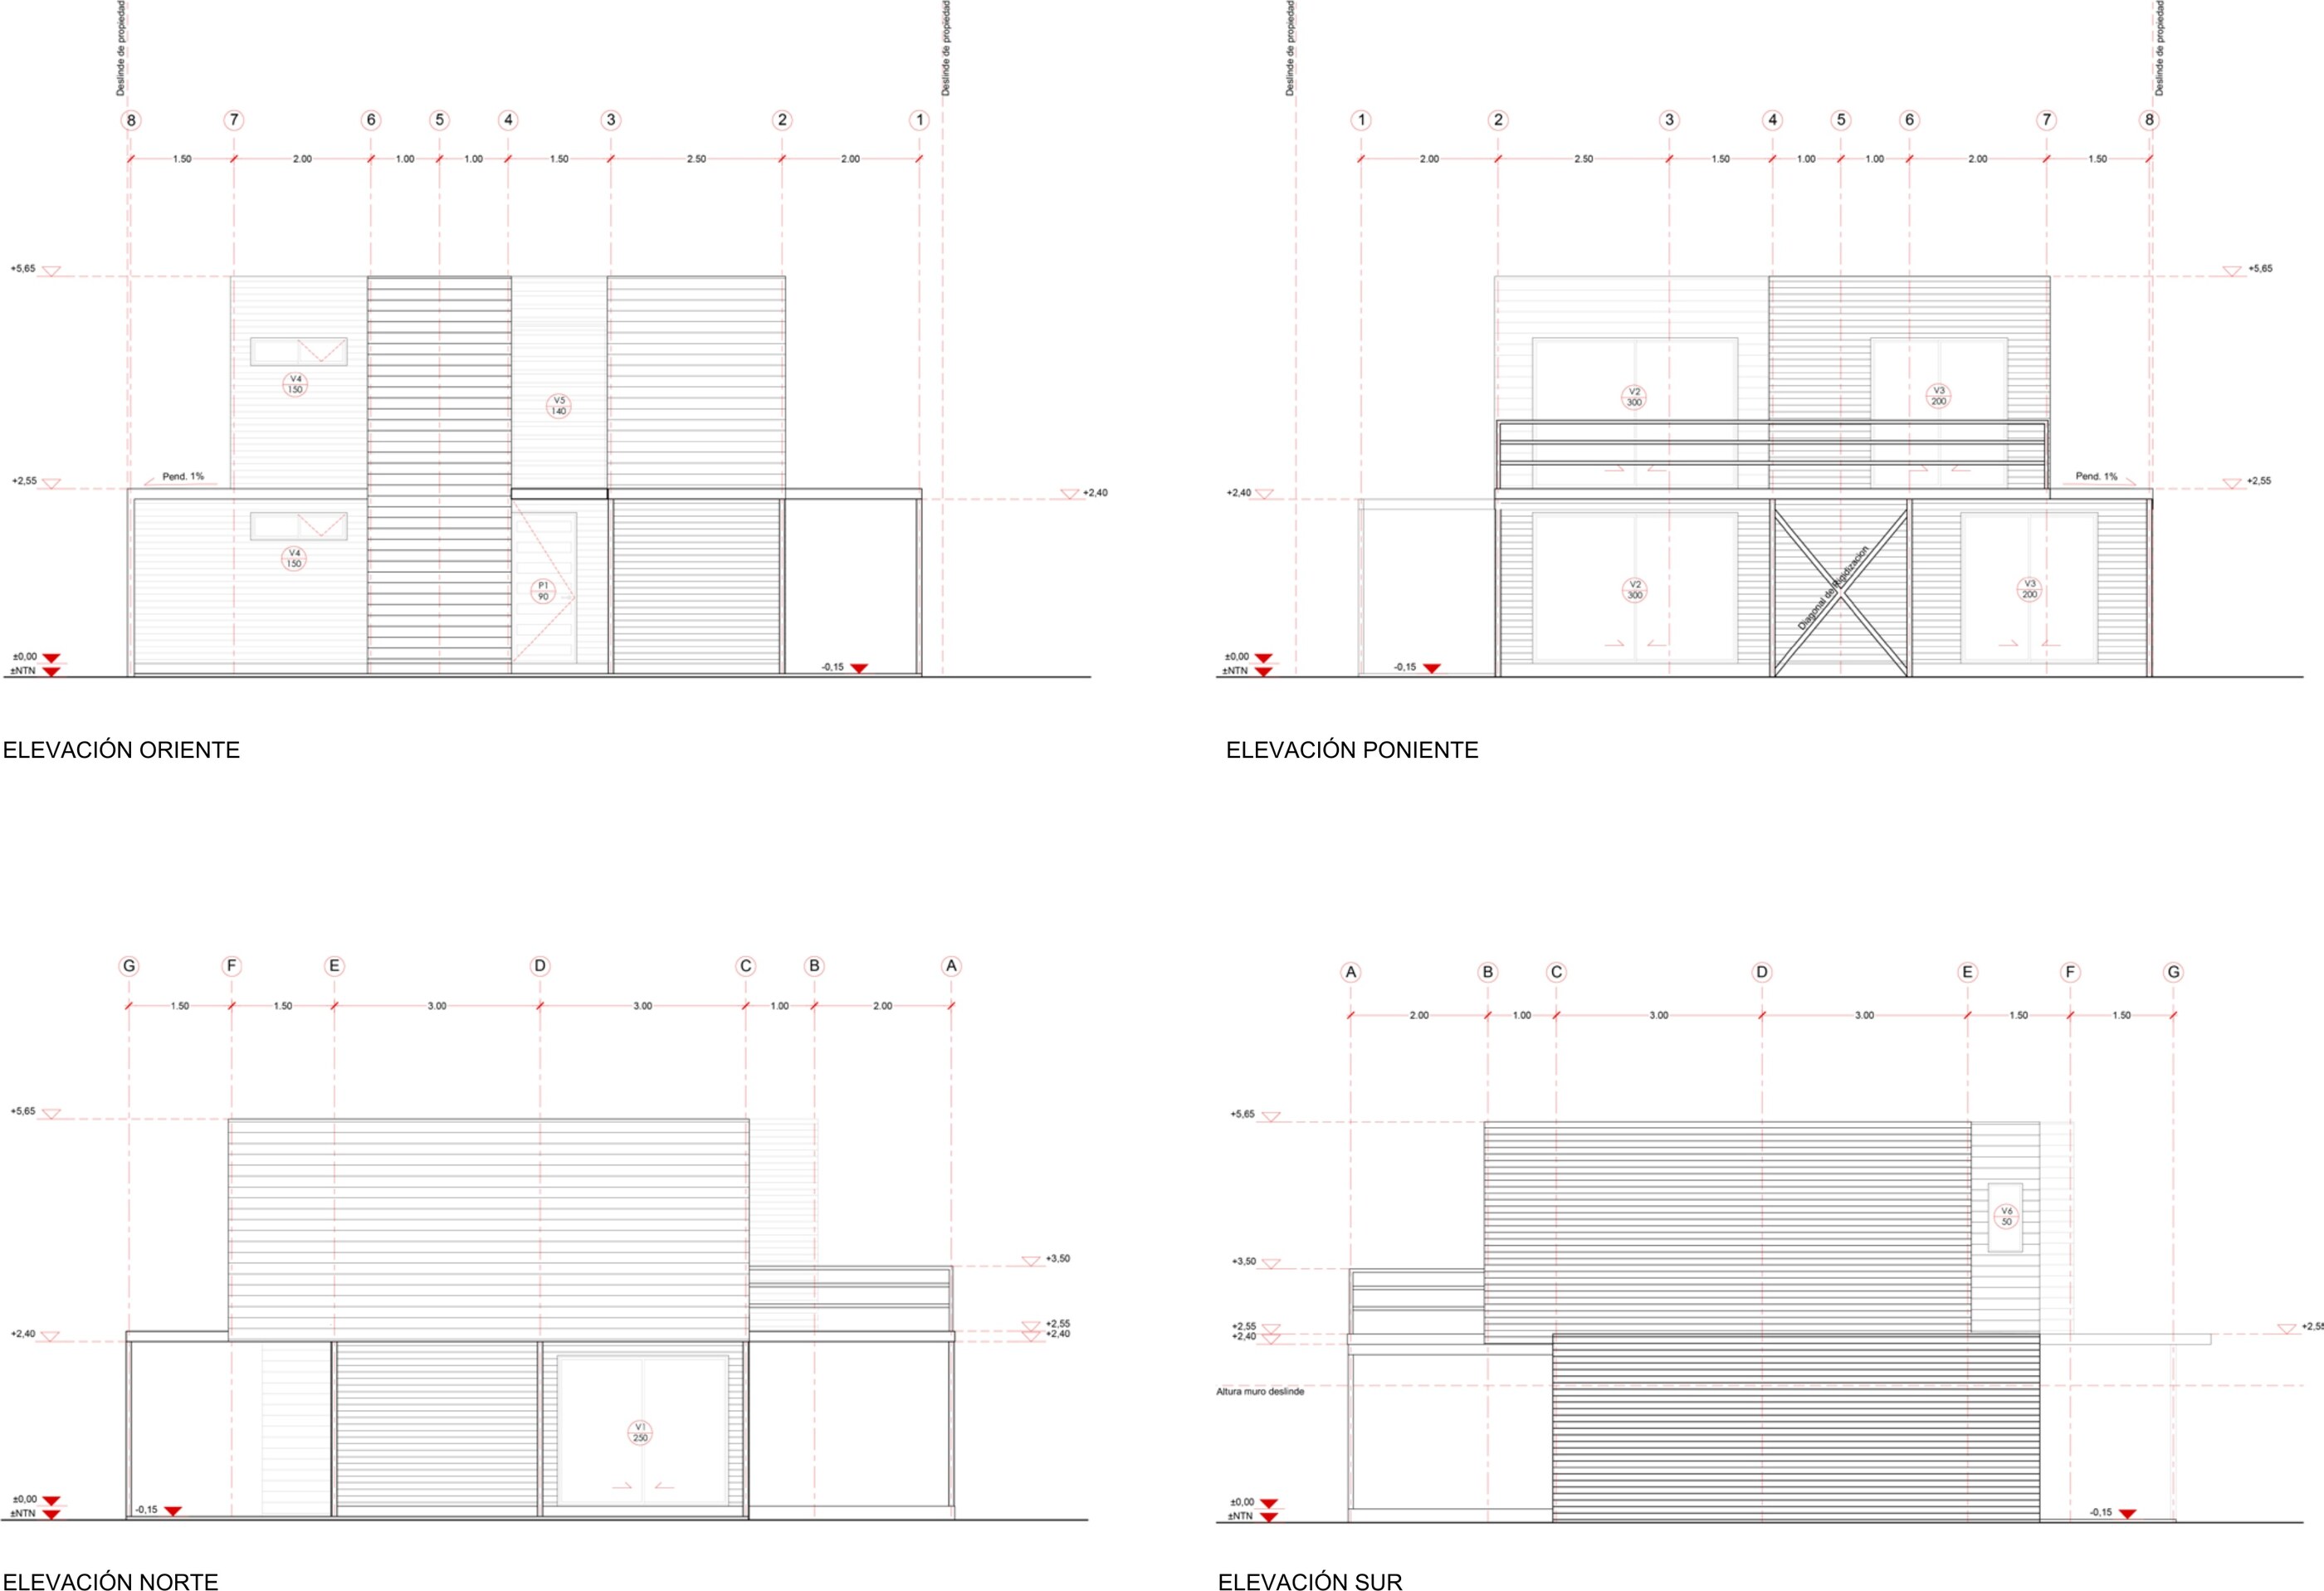 Deslinde de propiedad
Deslinde de propiedad
8 7 6 5 4 3 2 1
1.50 2.00 1.00 1.00 1.50 2.50 2.00
+5,65
V4
150
V5
140
Pend. 1%
+2,55
+2,40
V4
150
P1
90
±0,00
±NTN
-0,15
ELEVACIÓN ORIENTE
Deslinde de propiedad
Deslinde de propiedad
1 2 3 4 5 6 7 8
2.00 2.50 1.50 1.00 1.00 2.00 1.50
+5,65
V2
300
V3
200
Pend. 1%
+2,40
+2,55
Diagonal de Rigidizacion
V2
300
V3
200
±0,00
±NTN
-0,15
ELEVACIÓN PONIENTE
G F E D C B A
1.50 1.50 3.00 3.00 1.00 2.00
+5,65
+3,50
+2,55
+2,40
+2,40
V1
250
±0,00
±NTN
-0,15
ELEVACIÓN NORTE
A B C D E F G
2.00 1.00 3.00 3.00 1.50 1.50
+5,65
V6
50
+3,50
+2,55
+2,40
+2,55
Altura muro deslinde
±0,00
±NTN
-0,15
ELEVACIÓN SUR